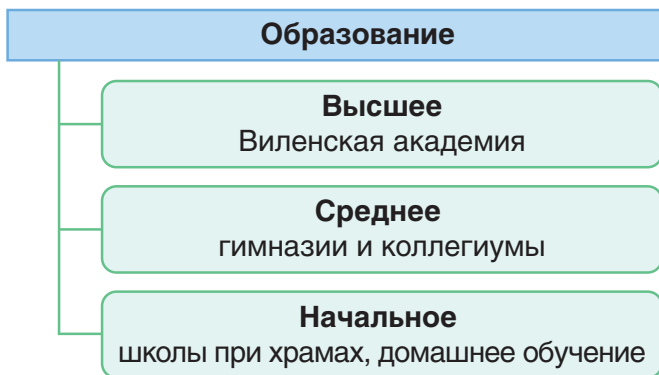 Образование
Высшее
Виленская академия
Среднее
гимназии и коллегиумы
Начальное
школы при храмах, домашнее обучение